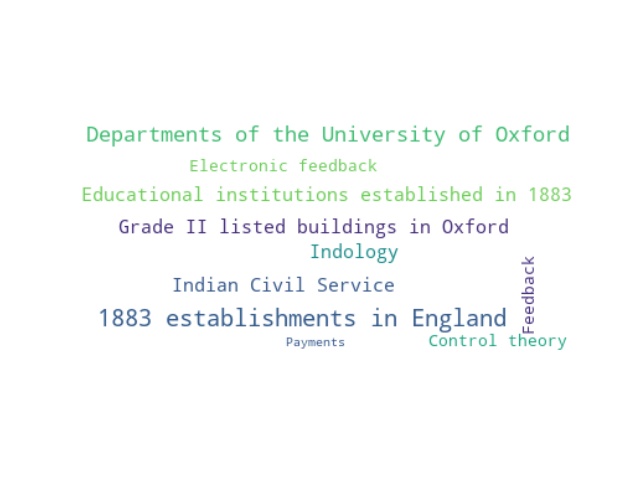 Departments of the University of Oxford
Electronic feedback
Educational institutions established in 1883
Grade II listed buildings in Oxford
Indology
Indian Civil Service
Feedback
1883 establishments in England
Payments
Control theory